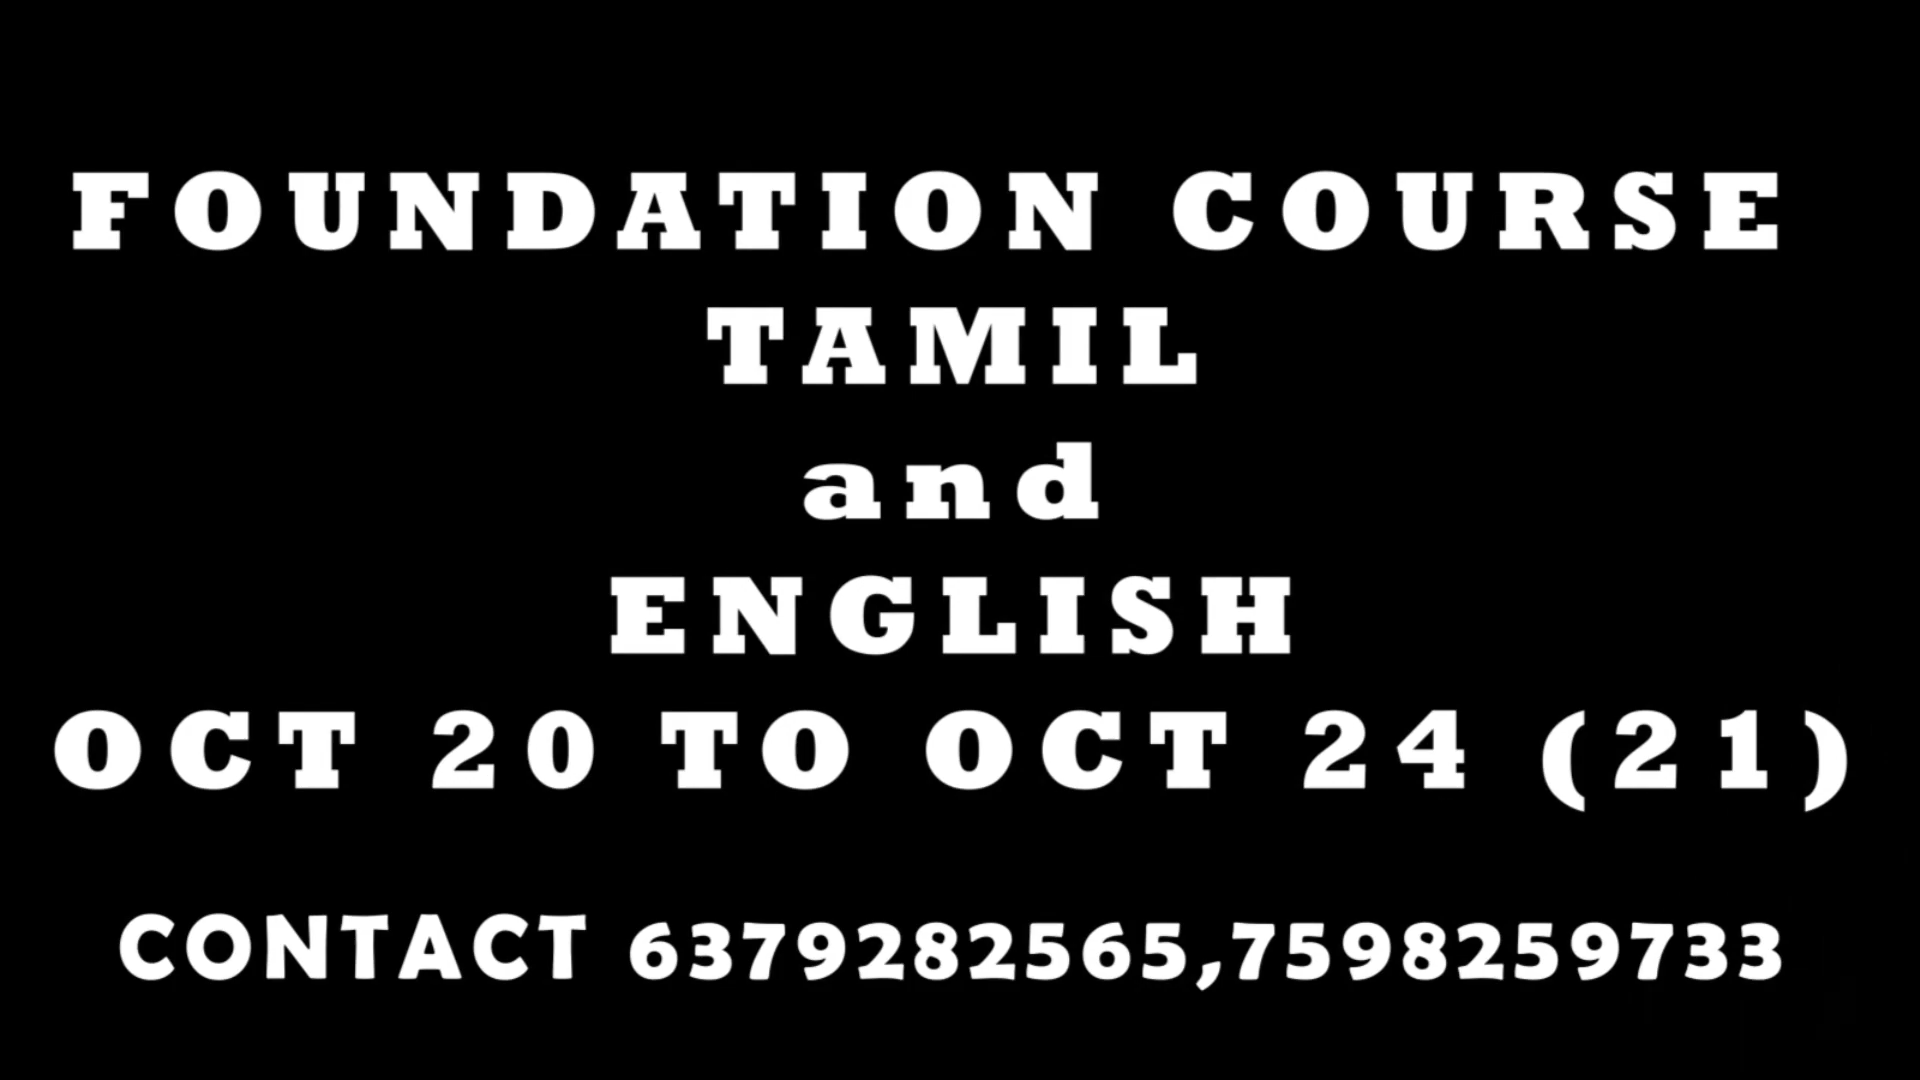 FOUNDATION COURSE
TAMIL
and
ENGLISH
OCT 20 TO OCT 24 (21)
CONTACT 6379282565,7598259733